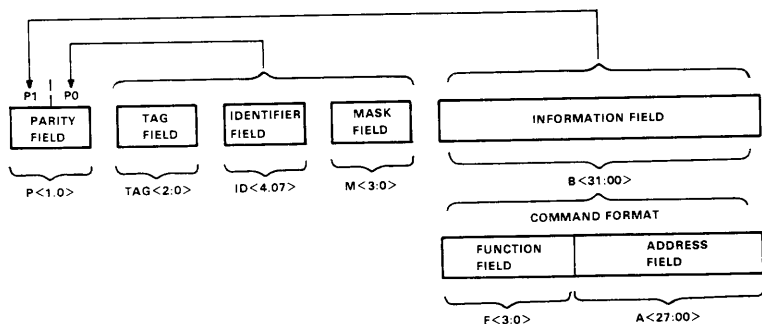 P1 P0
PARITY FIELD
TAG FIELD
IDENTIFIER FIELD
MASK FIELD
INFORMATION FIELD
P<1.0>
TAG<2:0>
ID<4.07>
M<3:0>
B<31:00>
COMMAND FORMAT
FUNCTION FIELD
ADDRESS FIELD
F<3:0>
A<27:00>